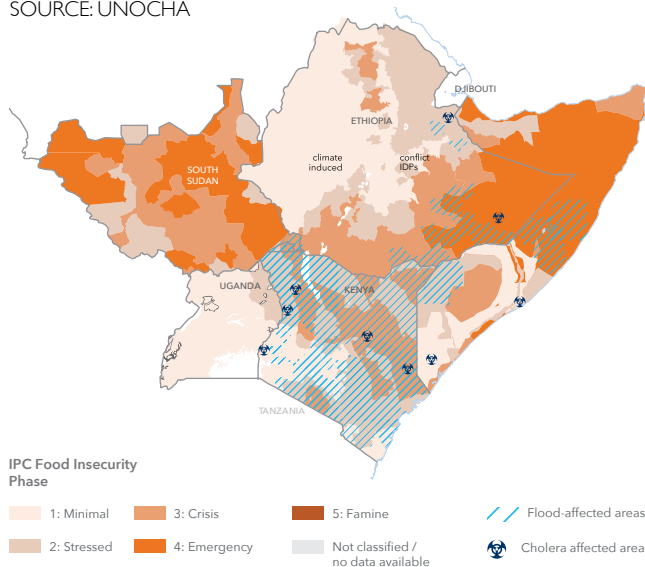 SOURCE: UNOCHA
DJIBOUTI
ETHIOPIA
climate
induced
conflict
IDPs
SOUTH
SUDAN
UGANDA
KENYA
TANZANIA
IPC Food Insecurity
Phase
1: Minimal
3: Crisis
5: Famine
Flood-affected areas
2: Stressed
4: Emergency
Not classified /
no data available
Cholera affected area